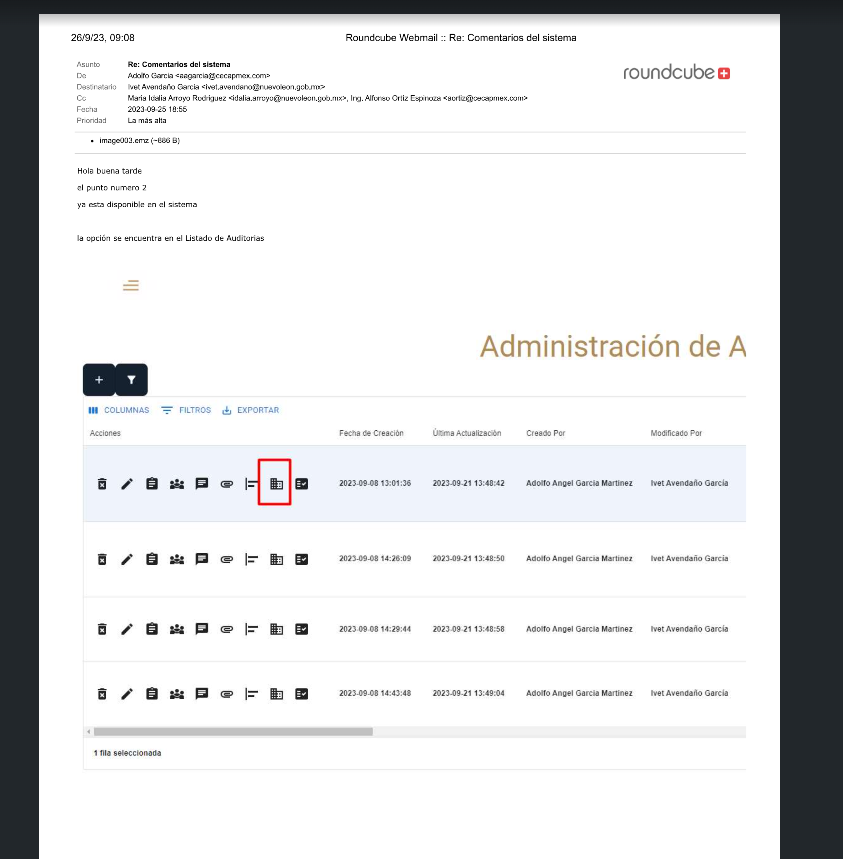 26/9/23, 09:08 Roundcube Webmail :: Re: Comentarios del sistema
roundcube
Asunto Re: Comentarios del sistema
De Adolfo Garcia <aagarcia@cecapmex.com>
Destinatario Ivet Avendaño Garcia <ivet.avendano@nuevoleon.gob.mx>
Cc Maria Idalia Arroyo Rodriguez <idalia.arroyo@nuevoleon.gob.mx>, Ing. Alfonso Ortiz Espinoza <aortiz@cecapmex.com>
Fecha 2023-09-25 18:55
Prioridad La más alta
• image003.emz (~886 B)
Hola buena tarde
el punto numero 2
ya esta disponible en el sistema
la opción se encuentra en el Listado de Auditorias
Administración de A
COLUMNAS FILTROS EXPORTAR
Acciones Fecha de Creación Última Actualización Creado Por Modificado Por
2023-09-08 13:01:36 2023-09-21 13:48:42 Adolfo Angel Garcia Martinez Ivet Avendaño García
2023-09-08 14:26:09 2023-09-21 13:48:50 Adolfo Angel Garcia Martinez Ivet Avendaño García
2023-09-08 14:29:44 2023-09-21 13:48:58 Adolfo Angel Garcia Martinez Ivet Avendaño García
2023-09-08 14:43:48 2023-09-21 13:49:04 Adolfo Angel Garcia Martinez Ivet Avendaño García
1 fila seleccionada